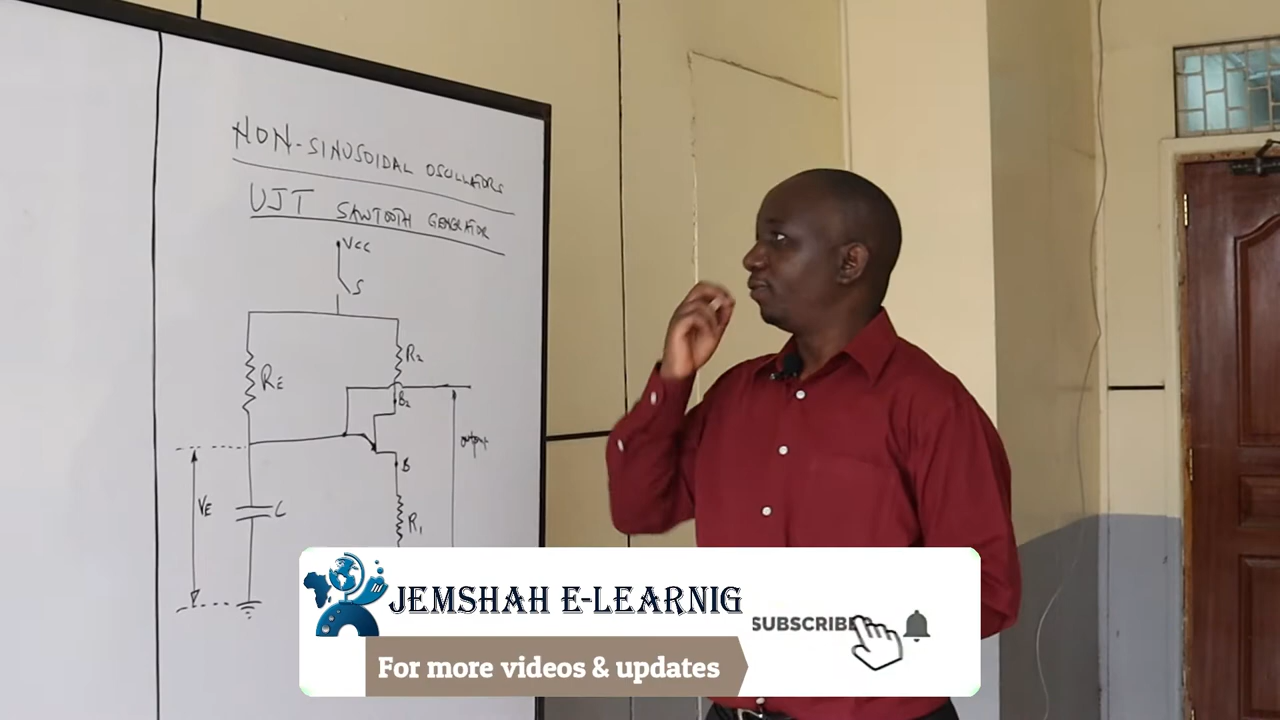 NON-SINUSOIDAL OSCILLATORS
UJT SAWTOOTH GENERATOR
VCC
S
R2
RE
B2
output
B
VE
C
R1
JEMSHAH E-LEARNIG
SUBSCRIBE
For more videos & updates